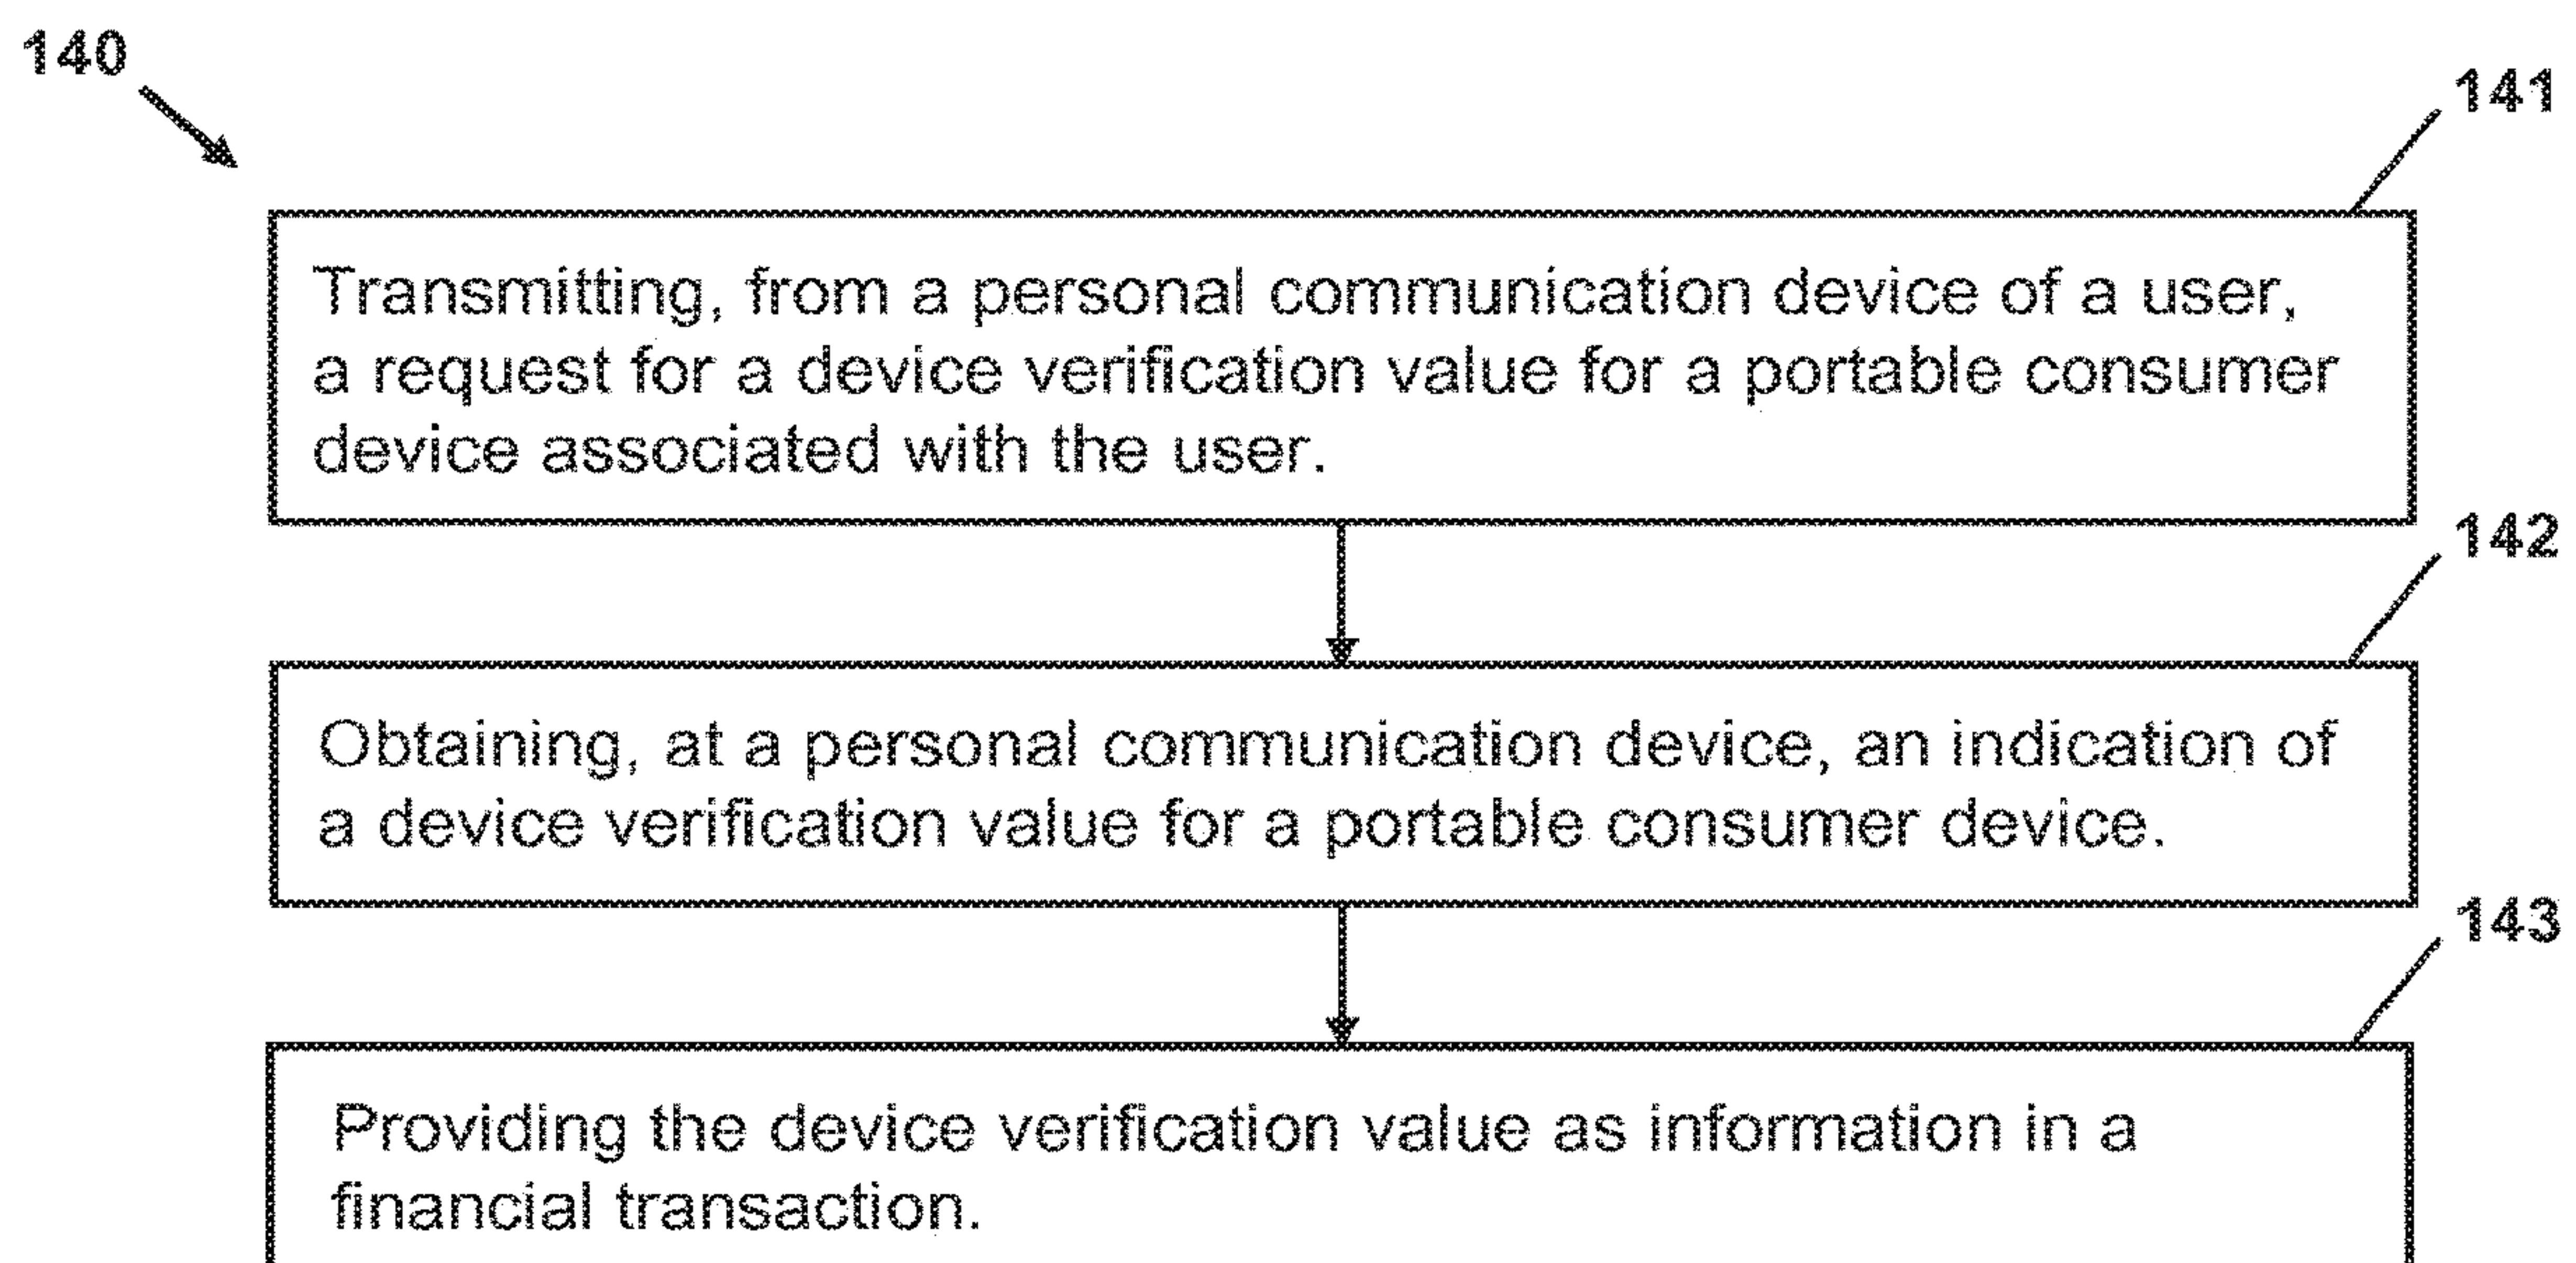 140
141
Transmitting, from a personal communication device of a user,
a request for a device verification value for a portable consumer
device associated with the user.
142
Obtaining, at a personal communication device, an indication of
a device verification value for a portable consumer device.
143
Providing the device verification value as information in a
financial transaction.